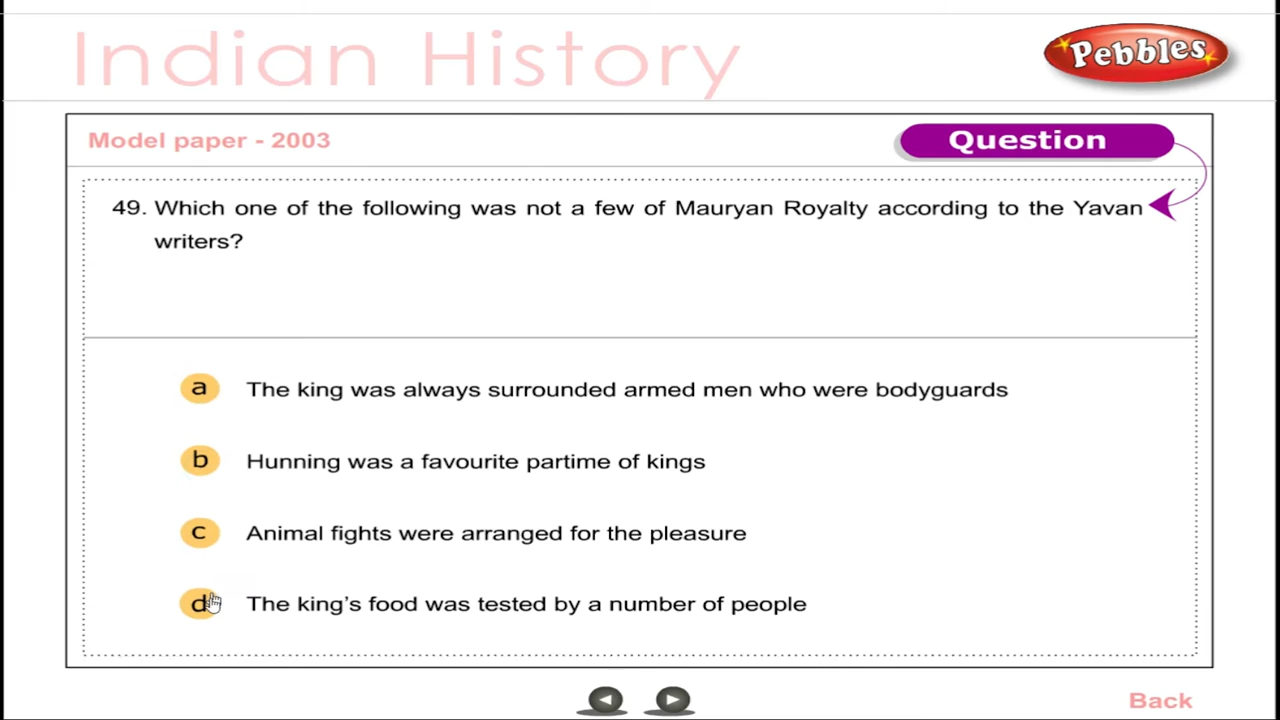 Indian History
Pebbles
Model paper - 2003
Question
49. Which one of the following was not a few of Mauryan Royalty according to the Yavan
writers?
a The king was always surrounded armed men who were bodyguards
b Hunning was a favourite partime of kings
c Animal fights were arranged for the pleasure
d The king's food was tested by a number of people
Back